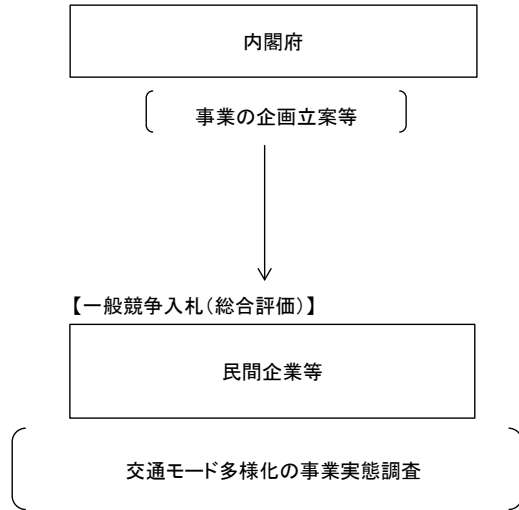 内閣府
事業の企画立案等
【一般競争入札(総合評価)】
民間企業等
交通モード多様化の事業実態調査